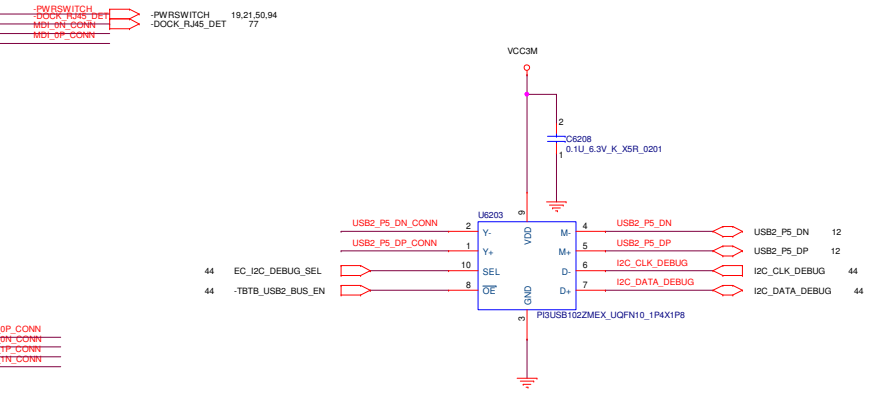 -PWRSWITCH
-DOCK_RJ45_DET
MDI_0N_CONN
MDI_0P_CONN
-PWRSWITCH 19,21,50,94
-DOCK_RJ45_DET 77
VCC3M
2
C6208
0.1U_6.3V_K_X5R_0201
1
U6203
9
USB2_P5_DN_CONN 2 Y- VDD M- 4 USB2_P5_DN USB2_P5_DN 12
USB2_P5_DP_CONN 1 Y+ M+ 5 USB2_P5_DP USB2_P5_DP 12
44 EC_I2C_DEBUG_SEL 10 SEL D- 6 I2C_CLK_DEBUG I2C_CLK_DEBUG 44
44 -TBTB_USB2_BUS_EN 8 OE GND D+ 7 I2C_DATA_DEBUG I2C_DATA_DEBUG 44
3
PI3USB102ZMEX_UQFN10_1P4X1P8
0P_CONN
0N_CONN
1P_CONN
1N_CONN